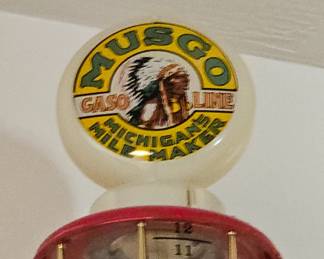 MUSGO
GASO LINE
MICHIGAN'S
MILE MAKER
12
11